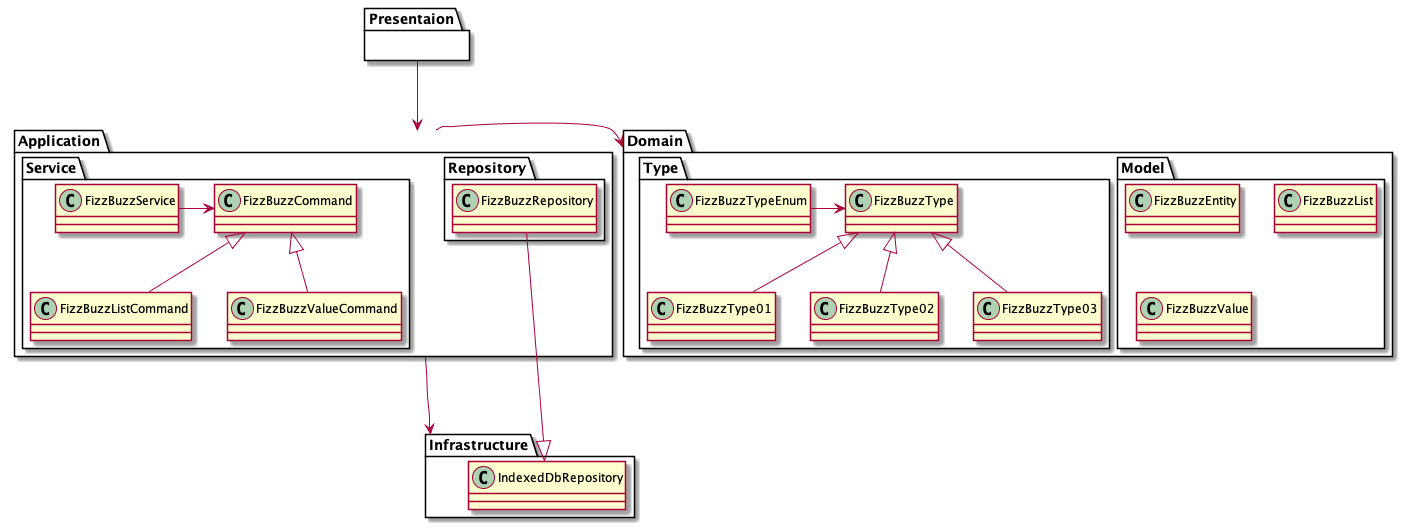 Presentaion
Application
Domain
Service
Repository
Type
Model
C FizzBuzzService
C FizzBuzzCommand
C FizzBuzzRepository
C FizzBuzzTypeEnum
C FizzBuzzType
C FizzBuzzEntity
C FizzBuzzList
C FizzBuzzListCommand
C FizzBuzzValueCommand
C FizzBuzzType01
C FizzBuzzType02
C FizzBuzzType03
C FizzBuzzValue
Infrastructure
C IndexedDbRepository